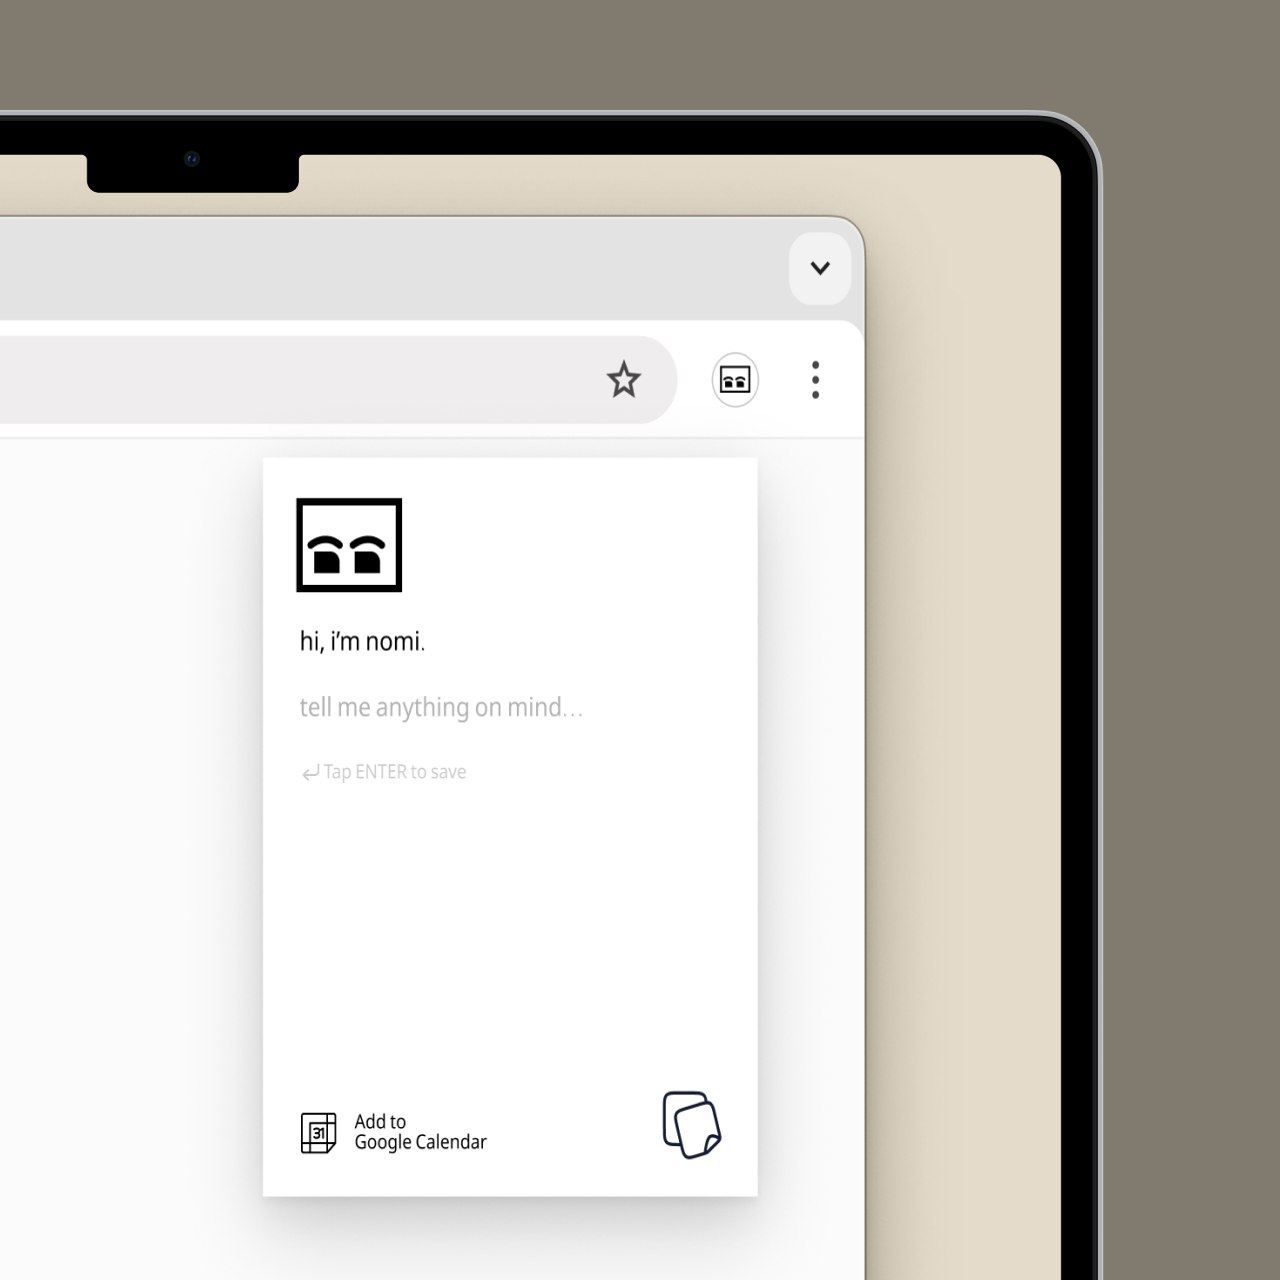 hi, i’m nomi.
tell me anything on mind...
Tap ENTER to save
31
Add to
Google Calendar